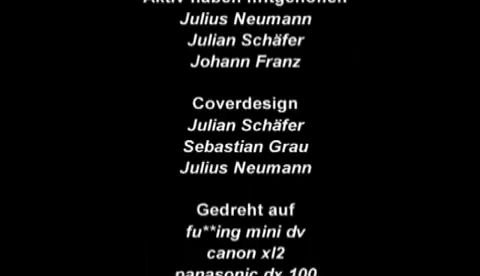 Aktiv haben mitgeholfen
Julius Neumann
Julian Schäfer
Johann Franz
Coverdesign
Julian Schäfer
Sebastian Grau
Julius Neumann
Gedreht auf
fu**ing mini dv
canon xl2
panasonic dx 100